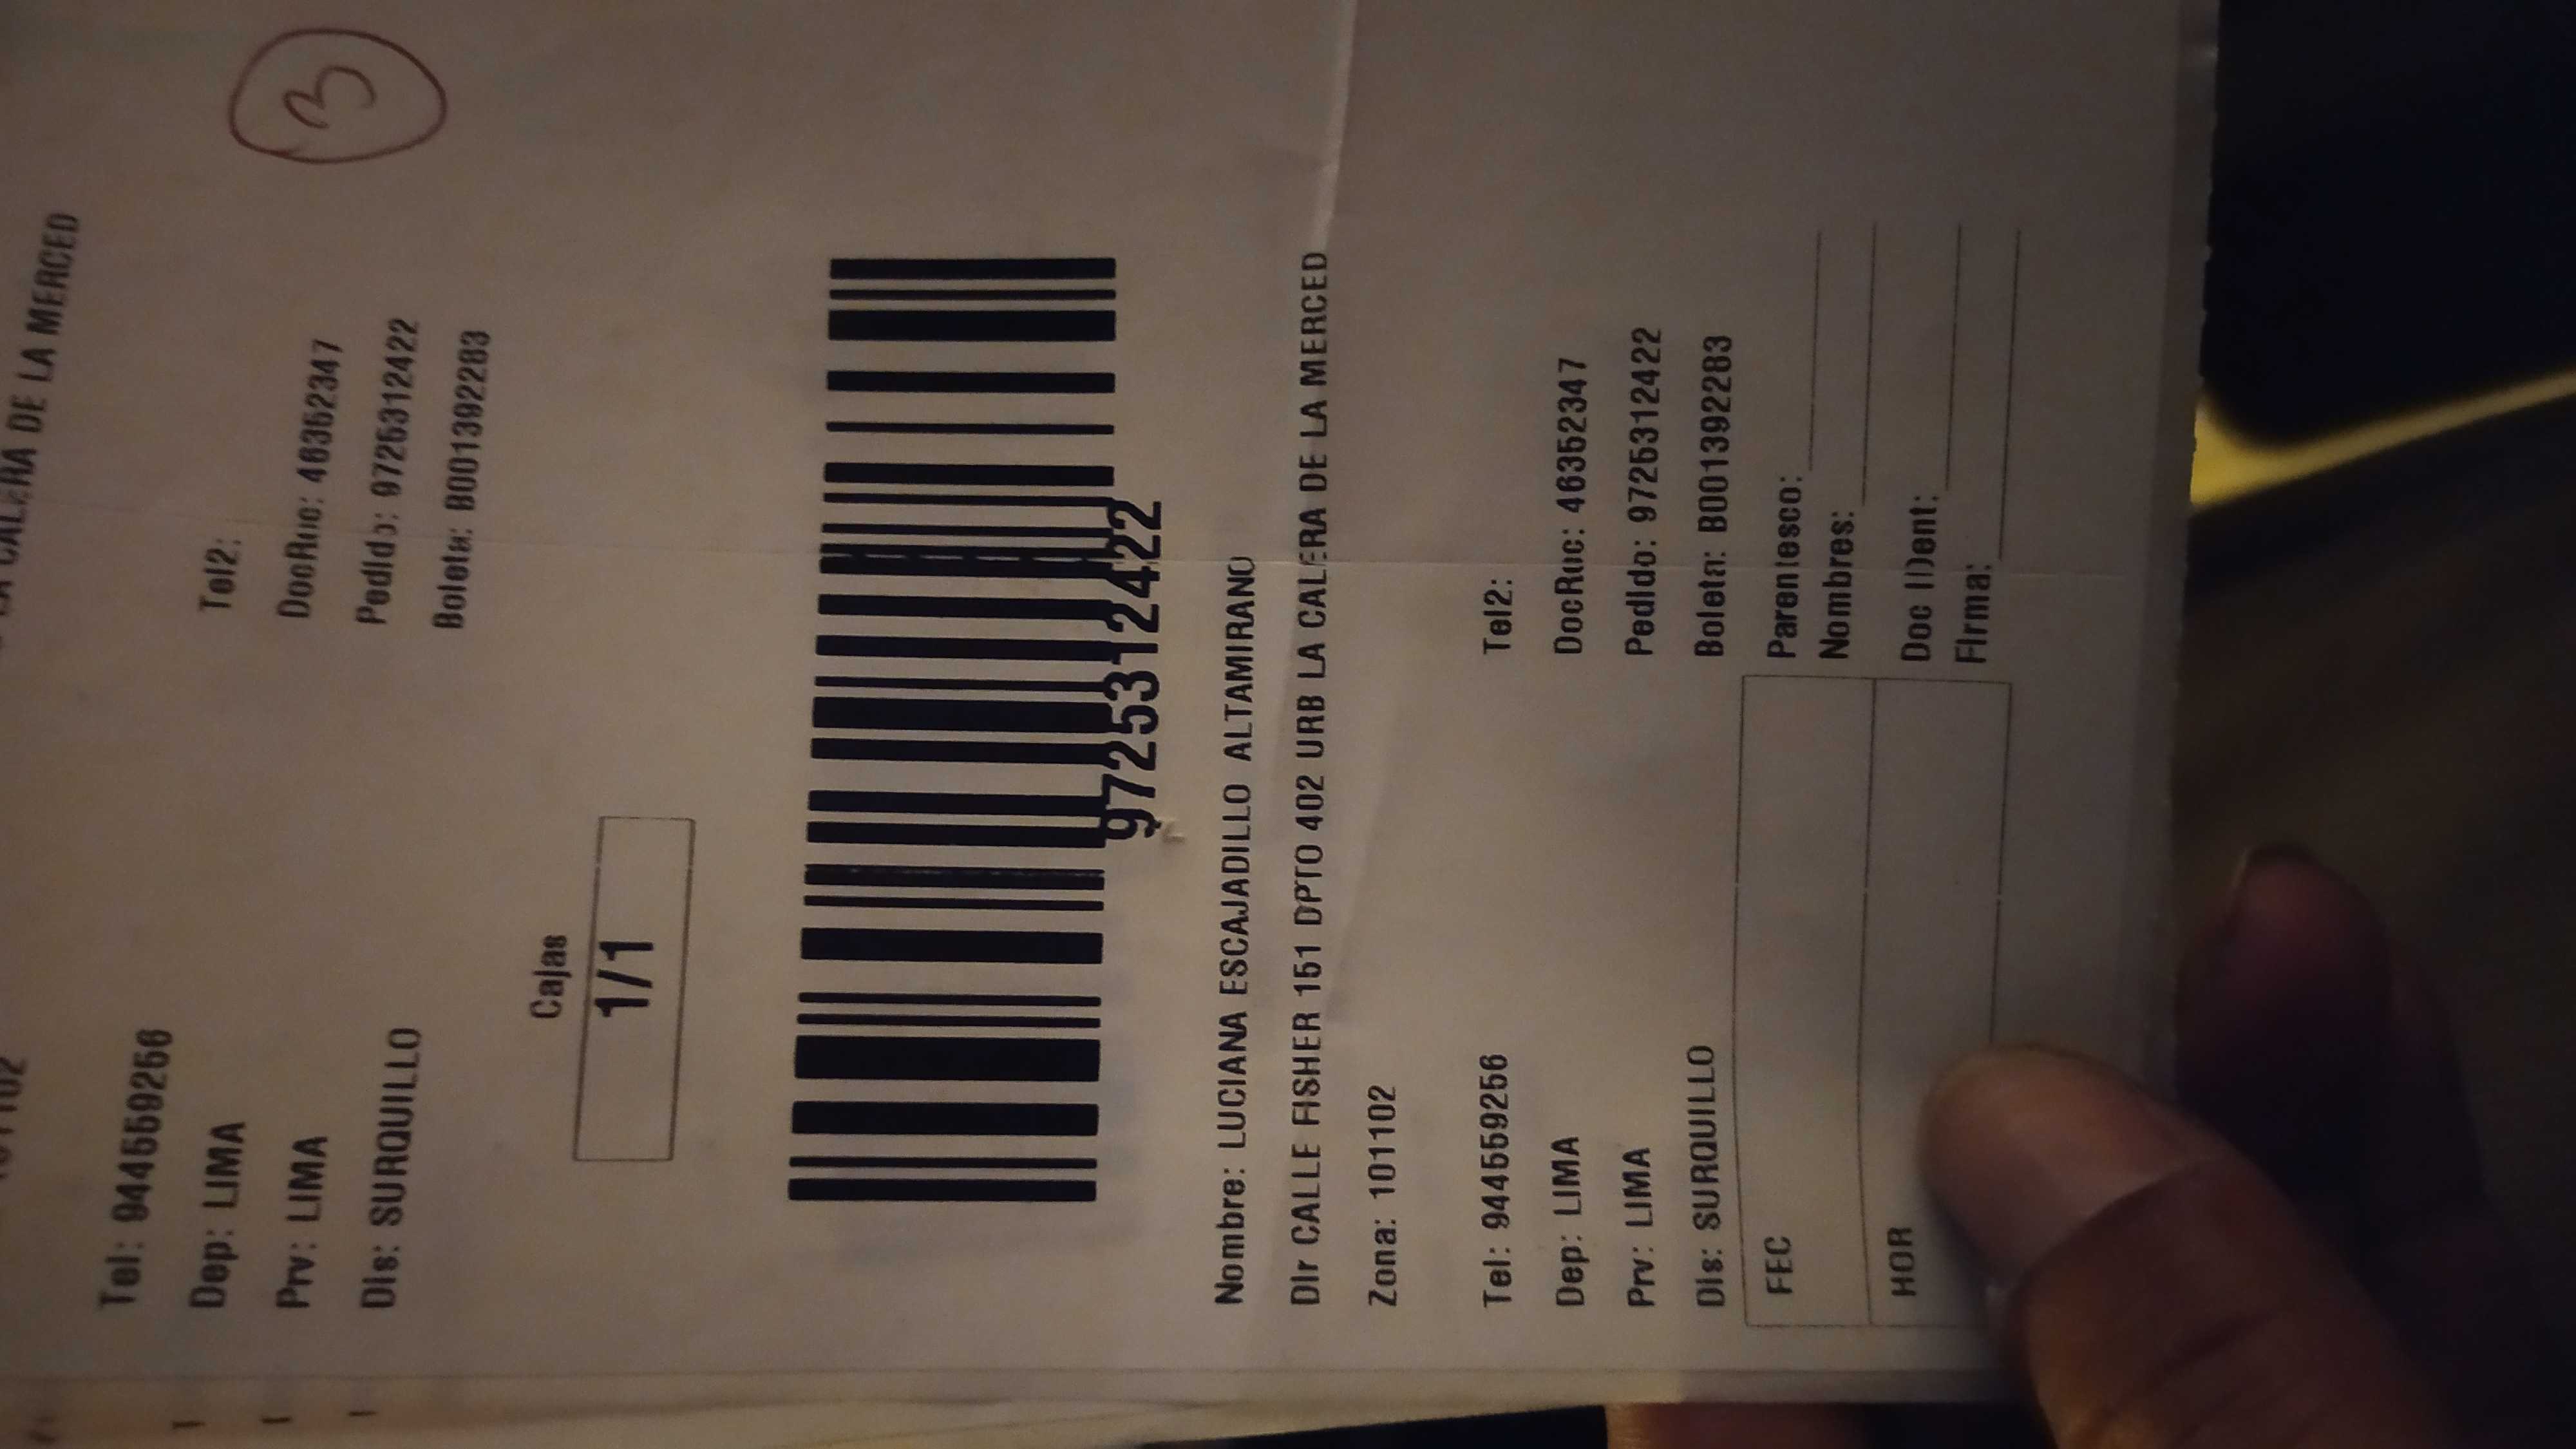 LA CALERA DE LA MERCED
3
Tel: 944559256
Tel2:
Dep: LIMA
DocRuc: 46352347
Prv: LIMA
Pedido: 9725312422
Dis: SURQUILLO
Boleta: B001392283
Cajas
1/1
9725312422
Nombre: LUCIANA ESCAJADILLO ALTAMIRANO
Dir CALLE FISHER 151 DPTO 402 URB LA CALERA DE LA MERCED
Zona: 101102
Tel: 944559256
Tel2:
Dep: LIMA
DocRuc: 46352347
Prv: LIMA
Pedido: 9725312422
Dis: SURQUILLO
Boleta: B001392283
FEC
Parentesco:
Nombres:
HOR
Doc IDent:
Firma: